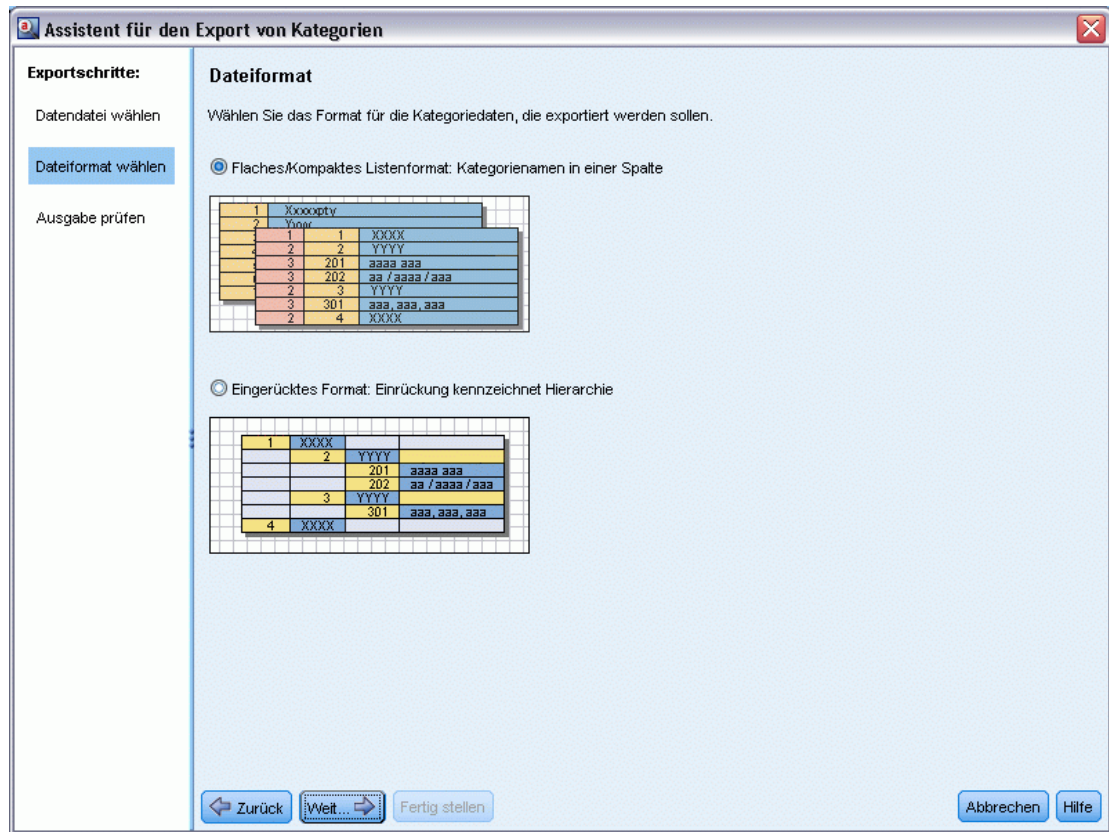 Assistent für den Export von Kategorien
Exportschritte:
Datendatei wählen
Dateiformat wählen
Ausgabe prüfen
Dateiformat
Wählen Sie das Format für die Kategoriedaten, die exportiert werden sollen.
Flaches/Kompaktes Listenformat: Kategorienamen in einer Spalte
1 Xxxxxpty
2
1 1 XXXX
2 2 YYYY
3 201 aaaa aaa
3 202 aa / aaaa / aaa
2 3 YYYY
3 301 aaa, aaa, aaa
2 4 XXXX
Eingerücktes Format: Einrückung kennzeichnet Hierarchie
1 XXXX
2 YYYY
201 aaaa aaa
202 aa / aaaa / aaa
3 YYYY
301 aaa, aaa, aaa
4 XXXX
Zurück Weit... Fertig stellen Abbrechen Hilfe